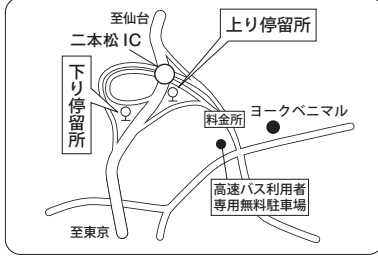 至仙台
二本松 IC
上り停留所
下り停留所
料金所
ヨークベニマル
高速バス利用者
専用無料駐車場
至東京